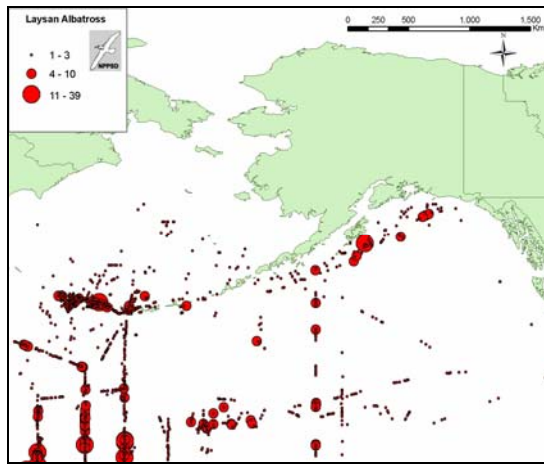 Laysan Albatross
1 - 3
4 - 10
11 - 39
NPPSD
0 250 500 1,000 1,500
Km
N